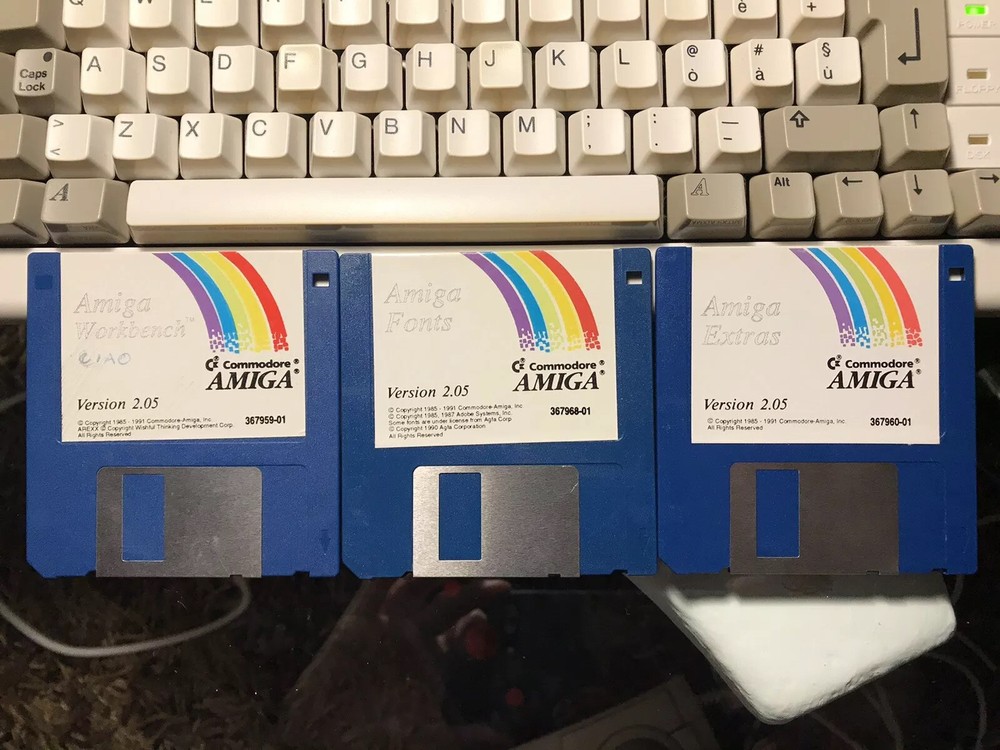 Q W E R è +
POWER
Caps Lock A S D F G H J K L @ ò # à § ù
FLOPPY
> < Z X C V B N M ; , : . — -
A A Alt
Amiga
Workbench™
CIAO
Commodore®
AMIGA®
Version 2.05
© Copyright 1985 - 1991 Commodore-Amiga, Inc.
AREXX © Copyright Wishful Thinking Development Corp.
All Rights Reserved
367959-01
Amiga
Fonts
Commodore®
AMIGA®
Version 2.05
© Copyright 1985 - 1991 Commodore-Amiga, Inc.
© Copyright 1985, 1987 Adobe Systems, Inc.
Some fonts are under license from Agfa Corp
© Copyright 1990 Agfa Corporation
All Rights Reserved
367968-01
Amiga
Extras
Commodore®
AMIGA®
Version 2.05
© Copyright 1985 - 1991 Commodore-Amiga, Inc.
All Rights Reserved
367960-01